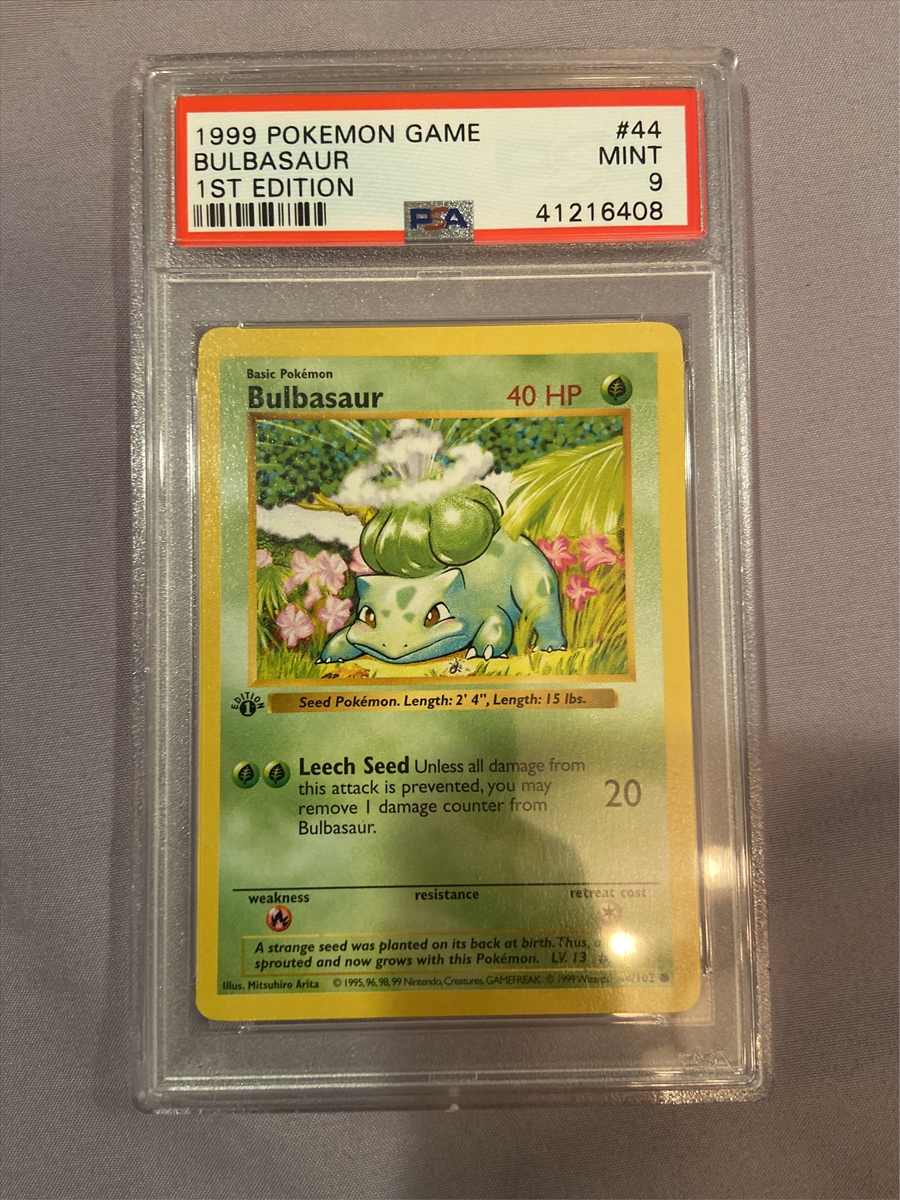 1999 POKEMON GAME #44
BULBASAUR MINT
1ST EDITION 9
PSA 41216408
Basic Pokémon
Bulbasaur 40 HP
EDITION 1
Seed Pokémon. Length: 2' 4", Length: 15 lbs.
Leech Seed Unless all damage from
this attack is prevented, you may
remove 1 damage counter from
Bulbasaur.
20
weakness resistance retreat cost
A strange seed was planted on its back at birth. Thus, a
sprouted and now grows with this Pokémon. LV. 13
Illus. Mitsuhiro Arita © 1995, 96, 98, 99 Nintendo, Creatures, GAMEFREAK. © 1999 Wizards /102